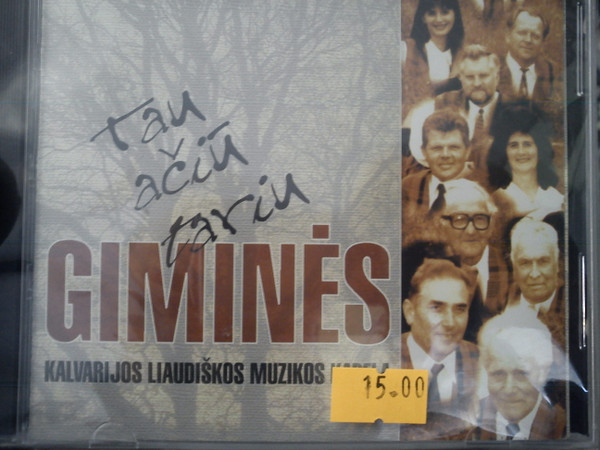 Tau
ačiū
tariu
GIMINĖS
KALVARIJOS LIAUDIŠKOS MUZIKOS
15.00